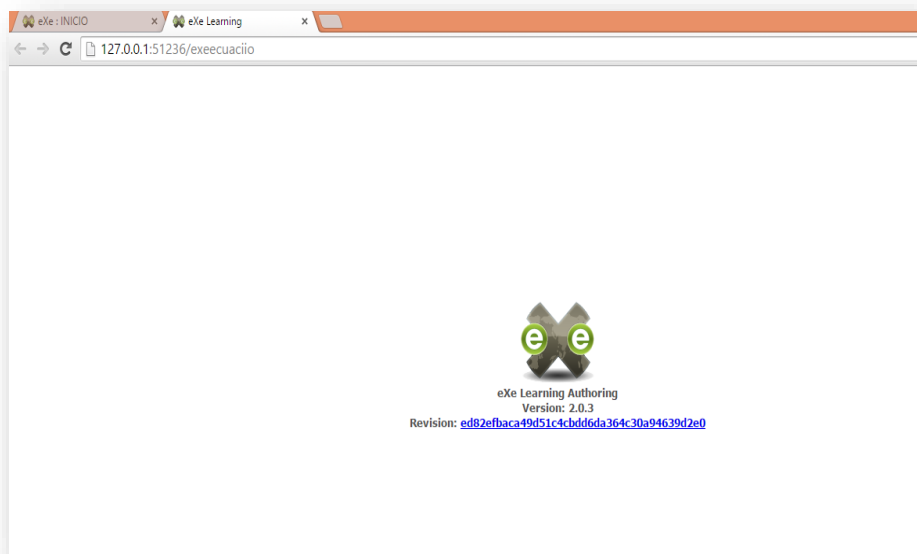 eXe : INICIO
eXe Learning
127.0.0.1:51236/exeecuaciio
e e
eXe Learning Authoring
Version: 2.0.3
Revision: ed82efbaca49d51c4cbdd6da364c30a94639d2e0